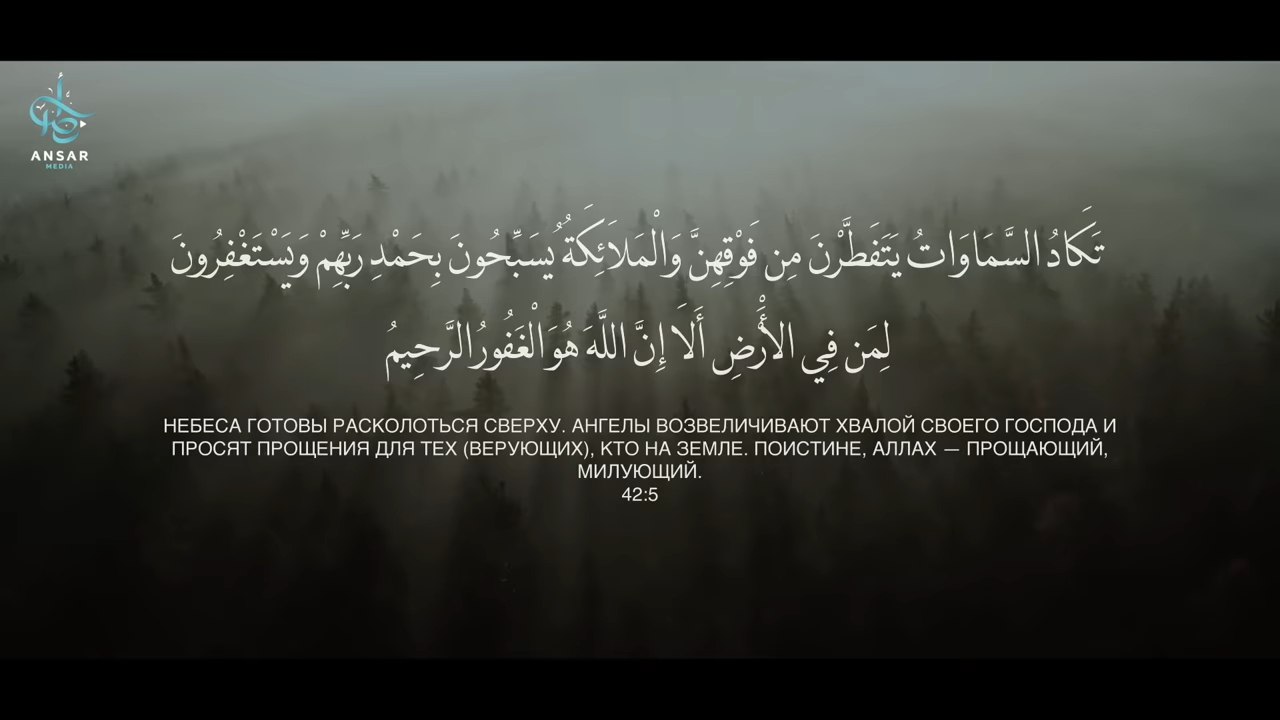 ANSAR
MEDIA
تَكَادُ السَّمَاوَاتُ يَتَفَطَّرْنَ مِن فَوْقِهِنَّ وَالْمَلَائِكَةُ يُسَبِّحُونَ بِحَمْدِ رَبِّهِمْ وَيَسْتَغْفِرُونَ
لِمَن فِي الْأَرْضِ أَلَا إِنَّ اللَّهَ هُوَ الْغَفُورُ الرَّحِيمُ
НЕБЕСА ГОТОВЫ РАСКОЛОТЬСЯ СВЕРХУ. АНГЕЛЫ ВОЗВЕЛИЧИВАЮТ ХВАЛОЙ СВОЕГО ГОСПОДА И
ПРОСЯТ ПРОЩЕНИЯ ДЛЯ ТЕХ (ВЕРУЮЩИХ), КТО НА ЗЕМЛЕ. ПОИСТИНЕ, АЛЛАХ — ПРОЩАЮЩИЙ,
МИЛУЮЩИЙ.
42:5